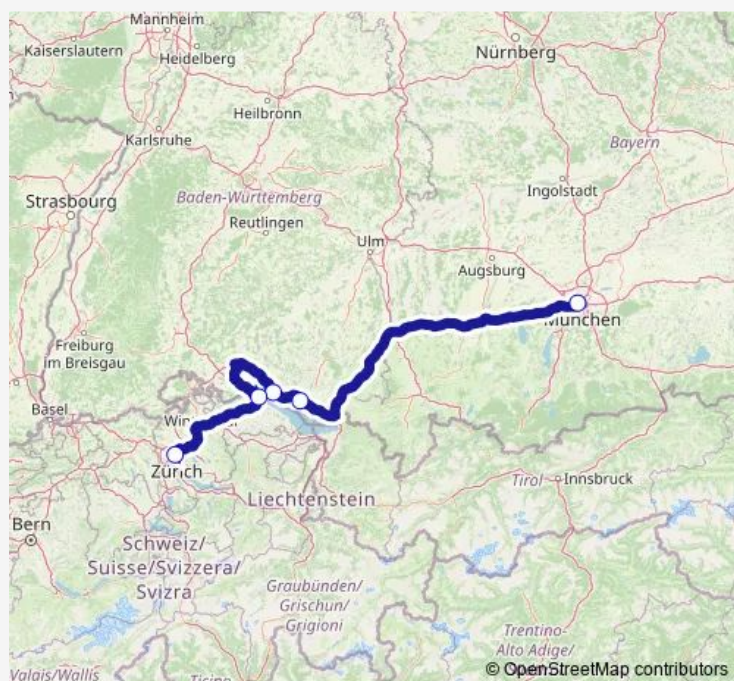 Mannheim
Kaiserslautern
Heidelberg
Nürnberg
Heilbronn
Karlsruhe
Bayern
Strasbourg
Baden-Württemberg
Ingolstadt
Reutlingen
Ulm
Augsburg
München
Freiburg
im Breisgau
Basel
Zürich
Liechtenstein
Tirol
Innsbruck
Bern
Schweiz/
Suisse/Svizzera/
Svizra
Graubünden/
Grischun/
Grigioni
Trentino-
Alto Adige/
Valais/Wallis
© OpenStreetMap contributors